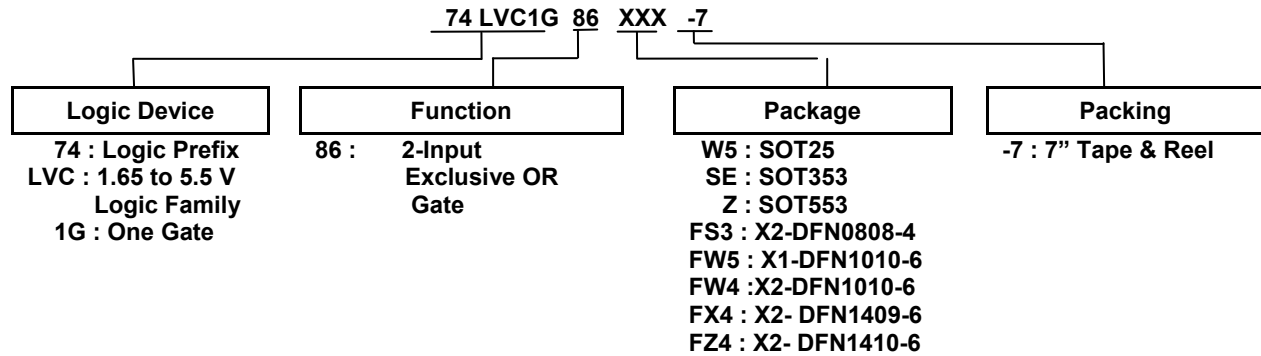 74 LVC1G 86 XXX -7
Logic Device
74 : Logic Prefix
LVC : 1.65 to 5.5 V
Logic Family
1G : One Gate
Function
86 : 2-Input
Exclusive OR
Gate
Package
W5 : SOT25
SE : SOT353
Z : SOT553
FS3 : X2-DFN0808-4
FW5 : X1-DFN1010-6
FW4 :X2-DFN1010-6
FX4 : X2- DFN1409-6
FZ4 : X2- DFN1410-6
Packing
-7 : 7” Tape & Reel